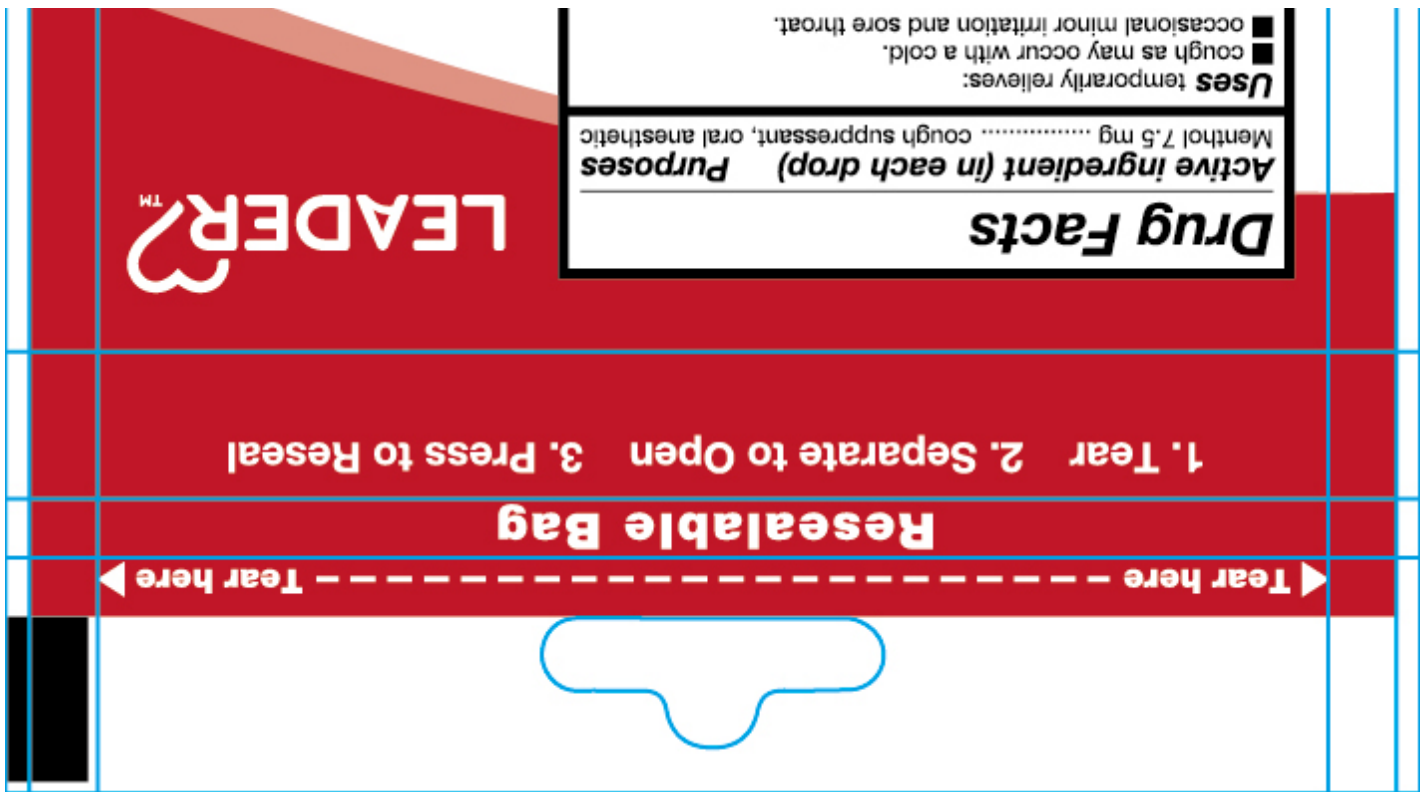 Tear here Tear here
Resealable Bag
1. Tear 2. Separate to Open 3. Press to Reseal
LEADER™
Drug Facts
Active ingredient (in each drop) Purposes
Menthol 7.5 mg ................ cough suppressant, oral anesthetic
Uses temporarily relieves:
■ cough as may occur with a cold.
■ occasional minor irritation and sore throat.